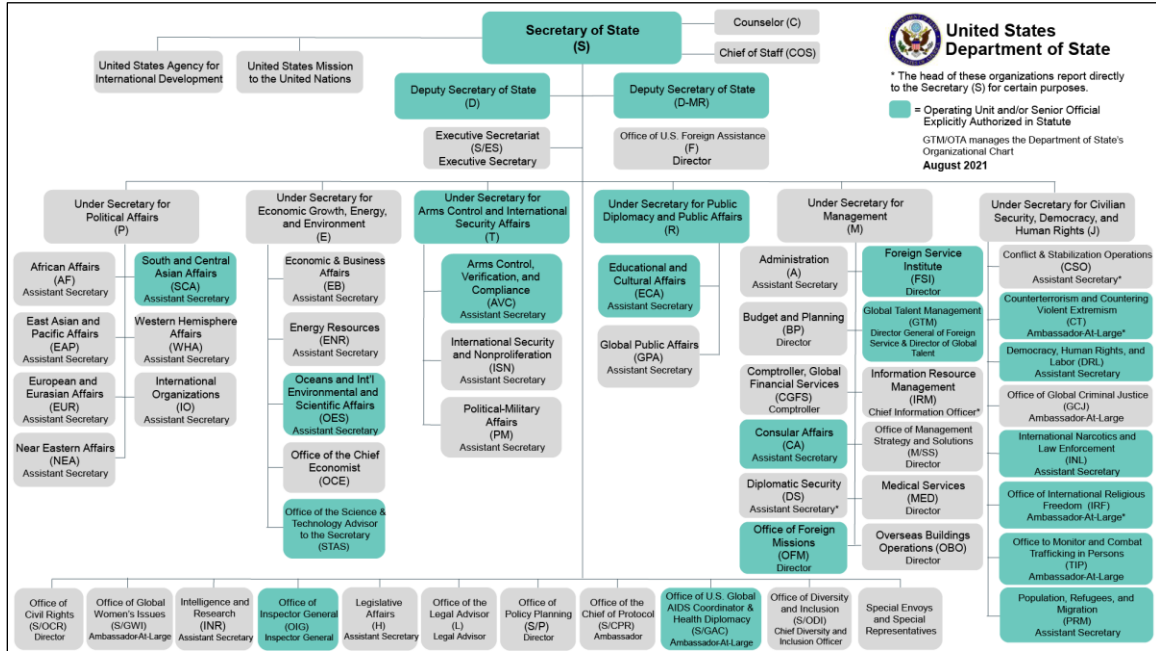 Secretary of State
(S)
Counselor (C)
Chief of Staff (COS)
United States
Department of State
* The head of these organizations report directly
to the Secretary (S) for certain purposes.
= Operating Unit and/or Senior Official
Explicitly Authorized in Statute
GTM/OTA manages the Department of State's
Organizational Chart
August 2021
United States Agency for
International Development
United States Mission
to the United Nations
Deputy Secretary of State
(D)
Deputy Secretary of State
(D-MR)
Executive Secretariat
(S/ES)
Executive Secretary
Office of U.S. Foreign Assistance
(F)
Director
Under Secretary for
Political Affairs
(P)
African Affairs
(AF)
Assistant Secretary
South and Central
Asian Affairs
(SCA)
Assistant Secretary
East Asian and
Pacific Affairs
(EAP)
Assistant Secretary
Western Hemisphere
Affairs
(WHA)
Assistant Secretary
European and
Eurasian Affairs
(EUR)
Assistant Secretary
International
Organizations
(IO)
Assistant Secretary
Near Eastern Affairs
(NEA)
Assistant Secretary
Under Secretary for
Economic Growth, Energy,
and Environment
(E)
Economic & Business
Affairs
(EB)
Assistant Secretary
Energy Resources
(ENR)
Assistant Secretary
Oceans and Int'l
Environmental and
Scientific Affairs
(OES)
Assistant Secretary
Office of the Chief
Economist
(OCE)
Office of the Science &
Technology Advisor
to the Secretary
(STAS)
Under Secretary for
Arms Control and International
Security Affairs
(T)
Arms Control,
Verification, and
Compliance
(AVC)
Assistant Secretary
International Security
and Nonproliferation
(ISN)
Assistant Secretary
Political-Military
Affairs
(PM)
Assistant Secretary
Under Secretary for Public
Diplomacy and Public Affairs
(R)
Educational and
Cultural Affairs
(ECA)
Assistant Secretary
Global Public Affairs
(GPA)
Assistant Secretary
Under Secretary for
Management
(M)
Administration
(A)
Assistant Secretary
Foreign Service
Institute
(FSI)
Director
Budget and Planning
(BP)
Director
Global Talent Management
(GTM)
Director General of Foreign
Service & Director of Global
Talent
Comptroller, Global
Financial Services
(CGFS)
Comptroller
Information Resource
Management
(IRM)
Chief Information Officer*
Consular Affairs
(CA)
Assistant Secretary
Office of Management
Strategy and Solutions
(M/SS)
Director
Diplomatic Security
(DS)
Assistant Secretary*
Medical Services
(MED)
Director
Office of Foreign
Missions
(OFM)
Director
Overseas Buildings
Operations (OBO)
Director
Under Secretary for Civilian
Security, Democracy, and
Human Rights (J)
Conflict & Stabilization Operations
(CSO)
Assistant Secretary*
Counterterrorism and Countering
Violent Extremism
(CT)
Ambassador-At-Large*
Democracy, Human Rights, and
Labor (DRL)
Assistant Secretary
Office of Global Criminal Justice
(GCJ)
Ambassador-At-Large
International Narcotics and
Law Enforcement
(INL)
Assistant Secretary
Office of International Religious
Freedom (IRF)
Ambassador-At-Large*
Office to Monitor and Combat
Trafficking in Persons
(TIP)
Ambassador-At-Large
Population, Refugees, and
Migration
(PRM)
Assistant Secretary
Office of
Civil Rights
(S/OCR)
Director
Office of Global
Women's Issues
(S/GWI)
Ambassador-At-Large
Intelligence and
Research
(INR)
Assistant Secretary
Office of
Inspector General
(OIG)
Inspector General
Legislative
Affairs
(H)
Assistant Secretary
Office of the
Legal Advisor
(L)
Legal Advisor
Office of
Policy Planning
(S/P)
Director
Office of the
Chief of Protocol
(S/CPR)
Ambassador
Office of U.S. Global
AIDS Coordinator &
Health Diplomacy
(S/GAC)
Ambassador-At-Large
Office of Diversity
and Inclusion
(S/ODI)
Chief Diversity and
Inclusion Officer
Special Envoys
and Special
Representatives